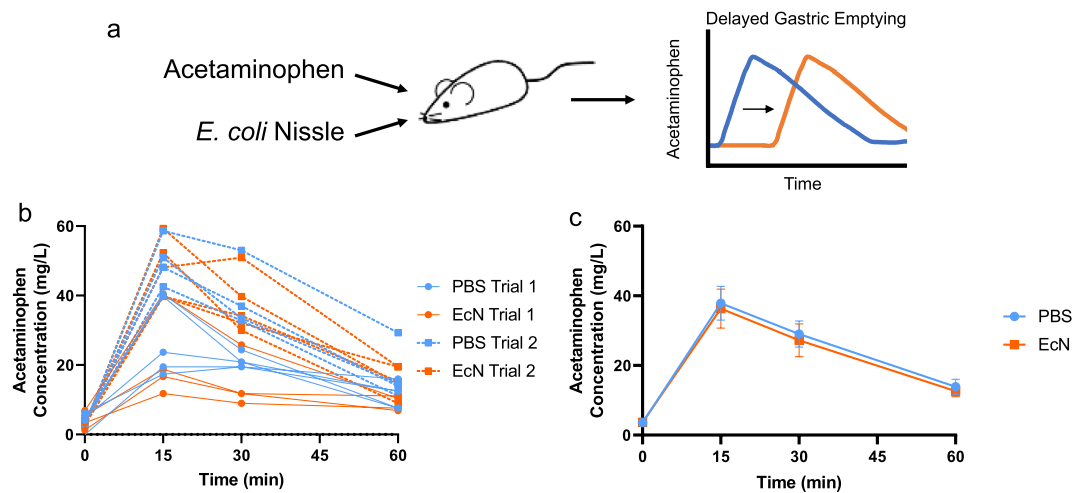 a
Acetaminophen
E. coli Nissle
Delayed Gastric Emptying
Acetaminophen
Time
b
60
40
20
0
Acetaminophen
Concentration (mg/L)
0 15 30 45 60
Time (min)
PBS Trial 1
EcN Trial 1
PBS Trial 2
EcN Trial 2
c
60
40
20
0
Acetaminophen
Concentration (mg/L)
0 15 30 45 60
Time (min)
PBS
EcN